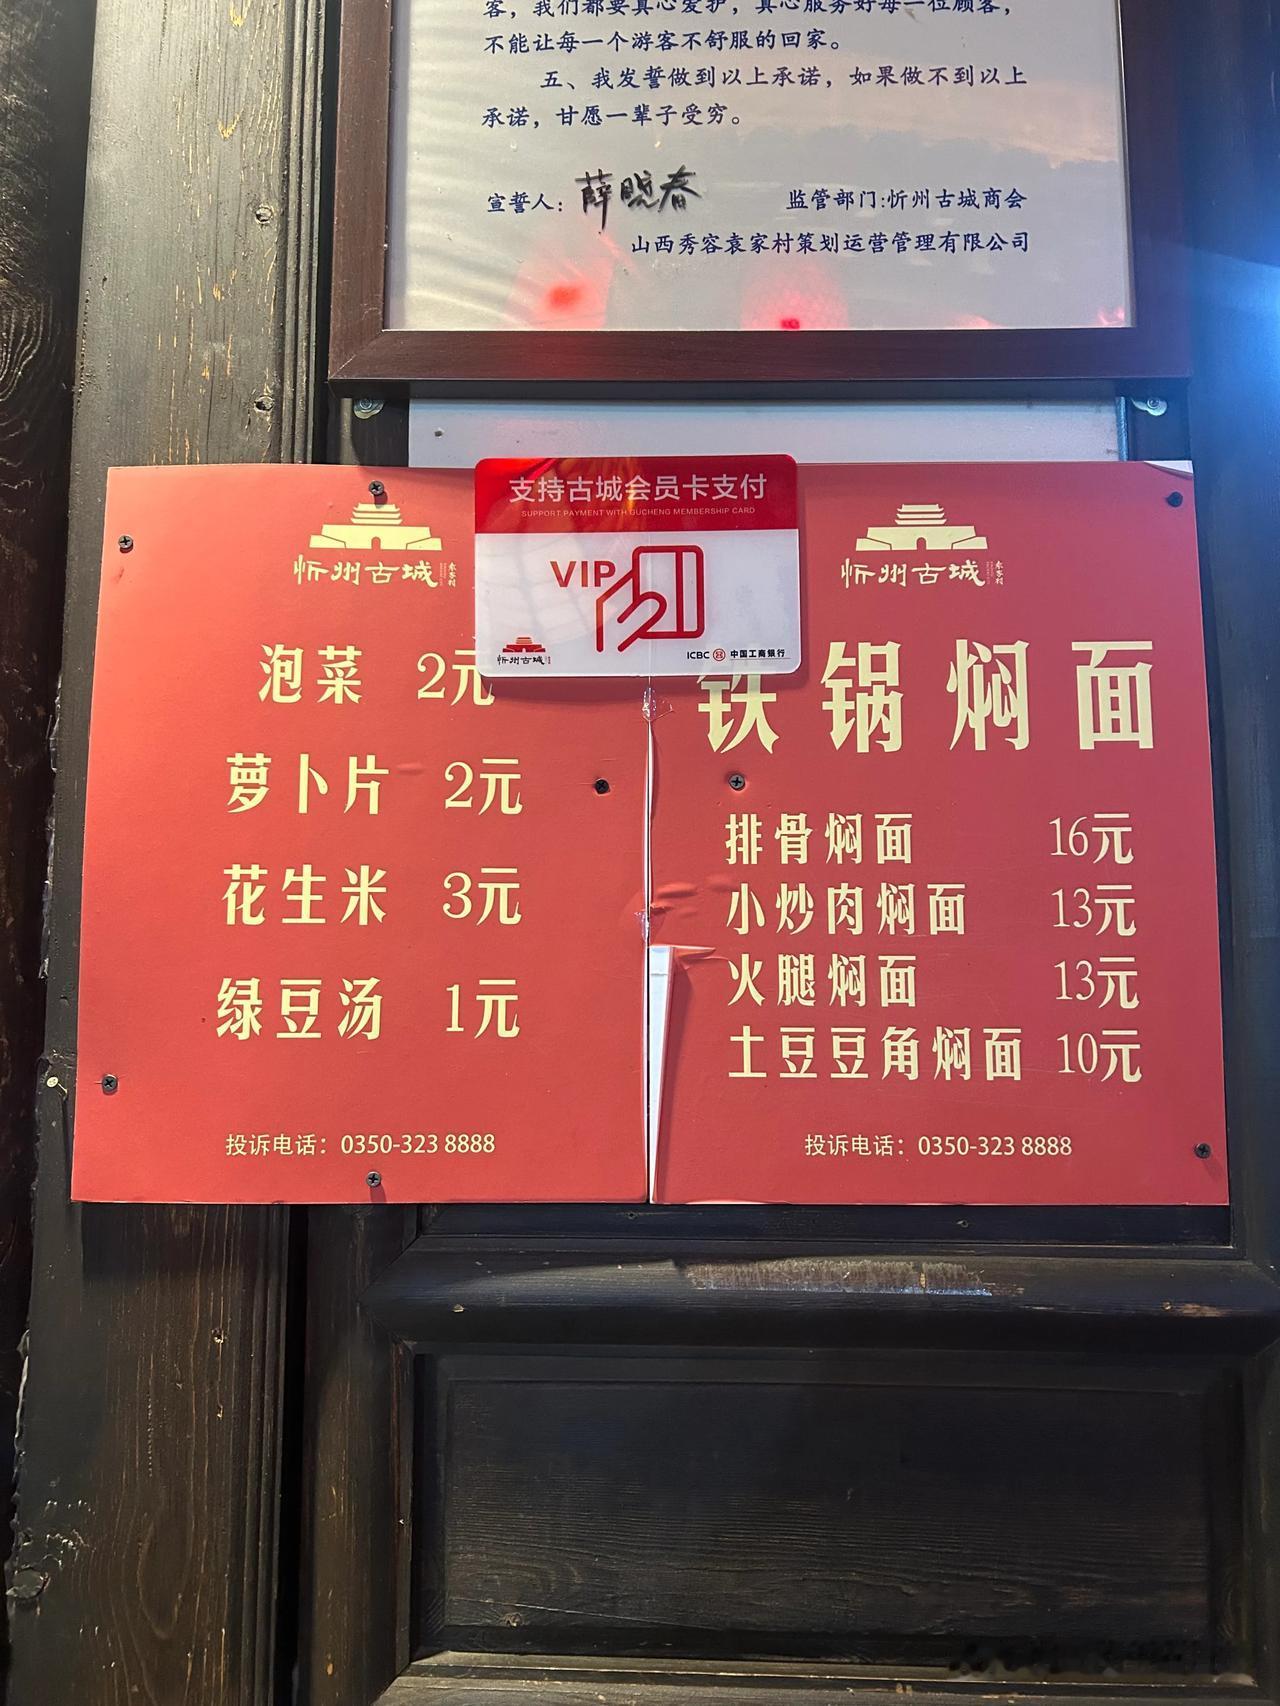 客，我们都要真心爱护，真心服务好每一位顾客，
不能让每一个游客不舒服的回家。
五、我发誓做到以上承诺，如果做不到以上
承诺，甘愿一辈子受穷。
宣誓人：薛晓春
监管部门:忻州古城商会
山西秀容袁家村策划运营管理有限公司
支持古城会员卡支付
SUPPORT PAYMENT WITH GUCHENG MEMBERSHIP CARD
VIP
忻州古城
ICBC 中国工商银行
忻州古城
泡菜 2元
萝卜片 2元
花生米 3元
绿豆汤 1元
投诉电话：0350-323 8888
忻州古城
铁锅焖面
排骨焖面 16元
小炒肉焖面 13元
火腿焖面 13元
土豆豆角焖面 10元
投诉电话：0350-323 8888